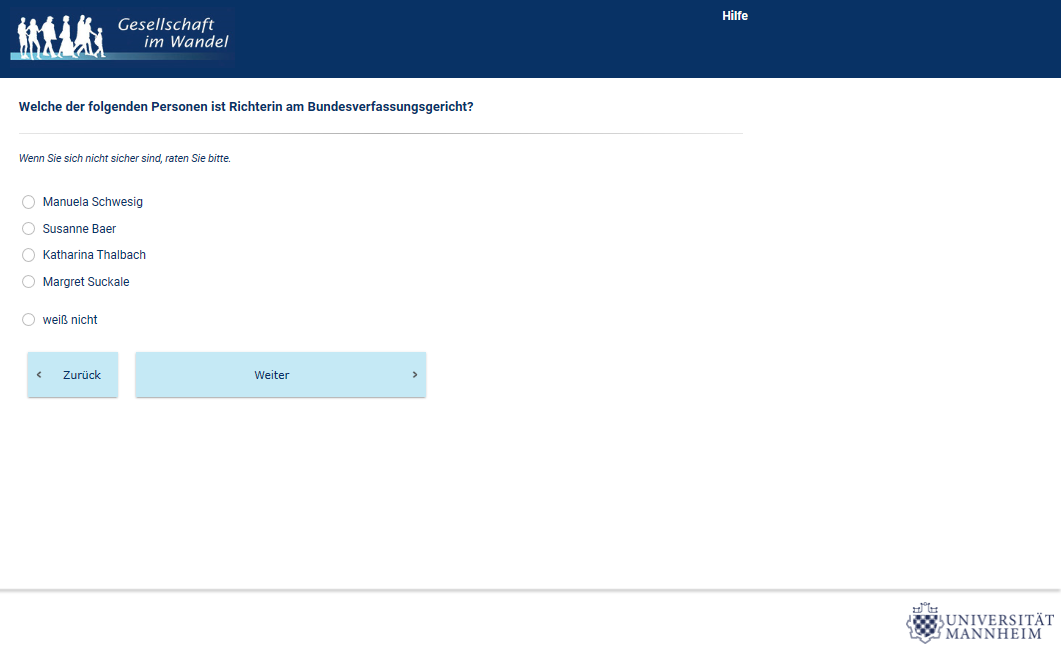 Gesellschaft
im Wandel
Hilfe
Welche der folgenden Personen ist Richterin am Bundesverfassungsgericht?
Wenn Sie sich nicht sicher sind, raten Sie bitte.
Manuela Schwesig
Susanne Baer
Katharina Thalbach
Margret Suckale
weiß nicht
‹ Zurück
Weiter ›
UNIVERSITÄT
MANNHEIM